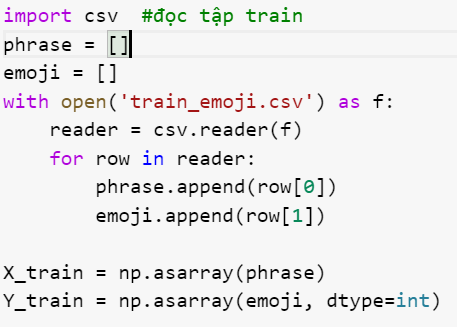 import csv  #đọc tập train
phrase = []
emoji = []
with open('train_emoji.csv') as f:
    reader = csv.reader(f)
    for row in reader:
        phrase.append(row[0])
        emoji.append(row[1])

X_train = np.asarray(phrase)
Y_train = np.asarray(emoji, dtype=int)